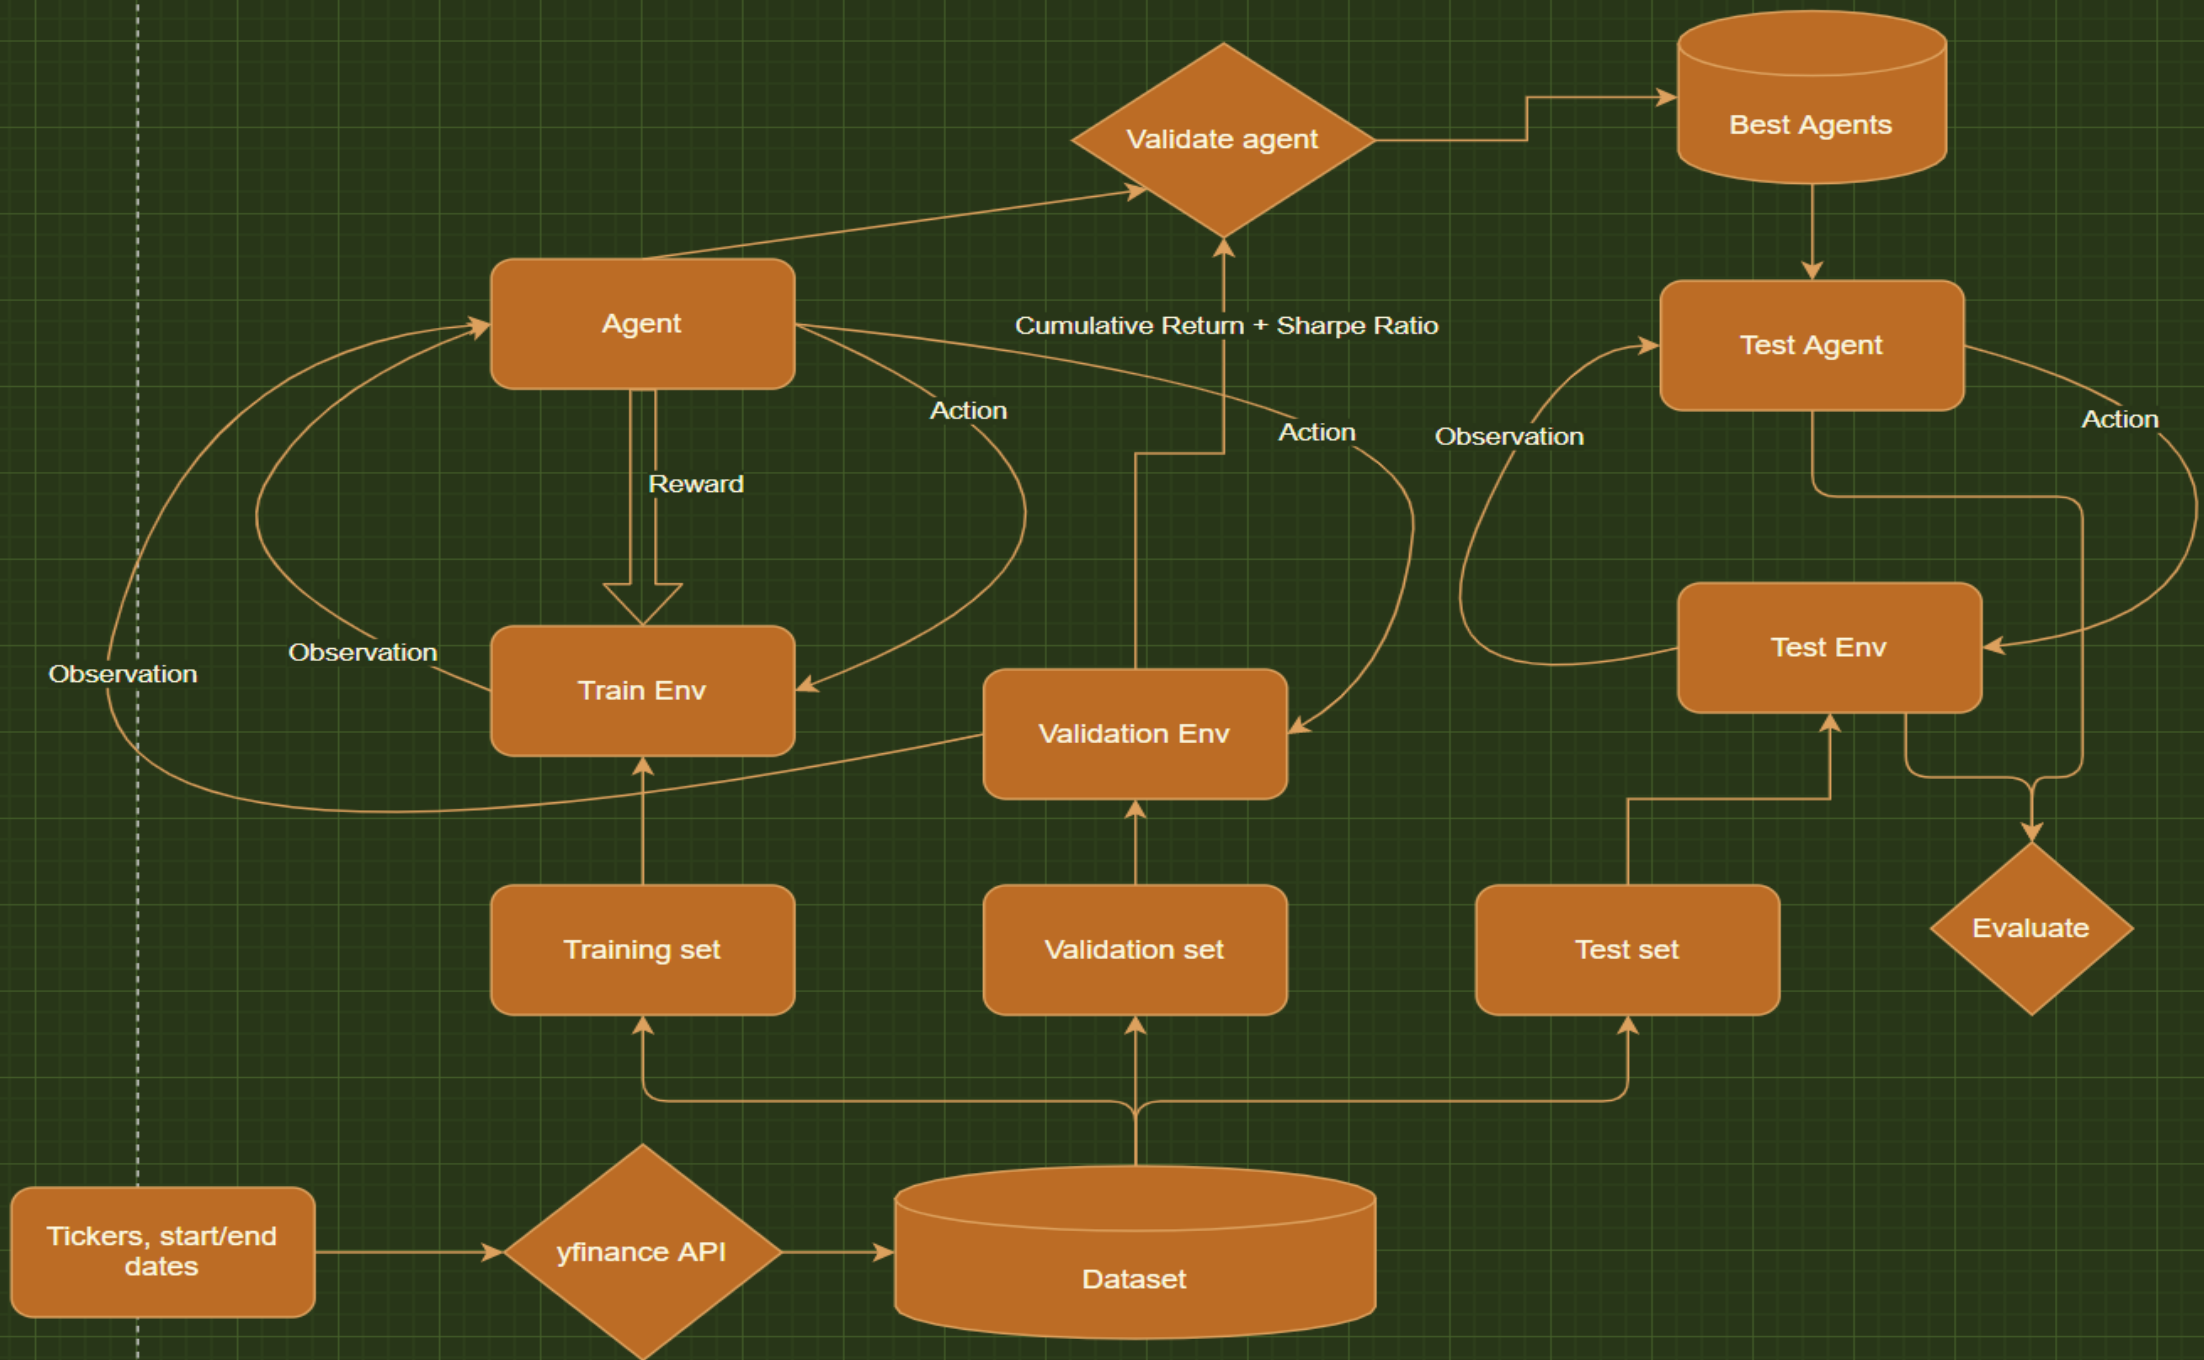 Validate agent
Best Agents
Agent
Cumulative Return + Sharpe Ratio
Test Agent
Action
Action
Observation
Action
Reward
Observation
Observation
Train Env
Validation Env
Test Env
Training set
Validation set
Test set
Evaluate
Tickers, start/end
dates
yfinance API
Dataset